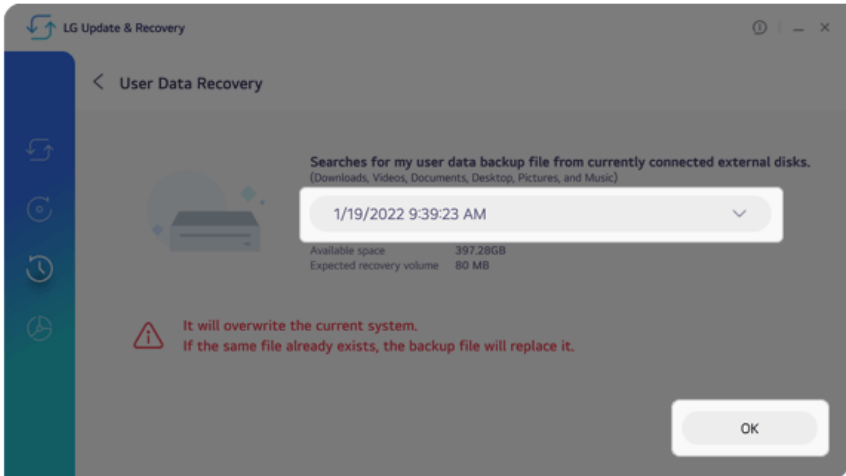 LG Update & Recovery
User Data Recovery
Searches for my user data backup file from currently connected external disks.
(Downloads, Videos, Documents, Desktop, Pictures, and Music)
1/19/2022 9:39:23 AM
Available space 397.28GB
Expected recovery volume 80 MB
It will overwrite the current system.
If the same file already exists, the backup file will replace it.
OK